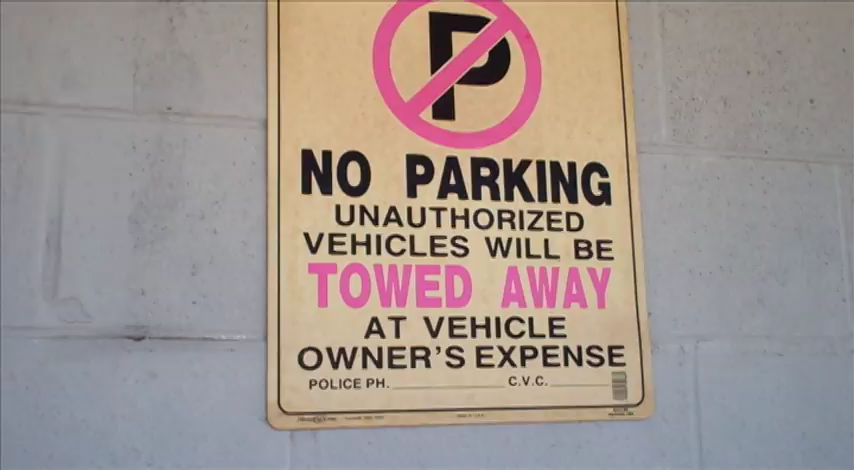 P
NO PARKING
UNAUTHORIZED
VEHICLES WILL BE
TOWED AWAY
AT VEHICLE
OWNER'S EXPENSE
POLICE PH. C.V.C.